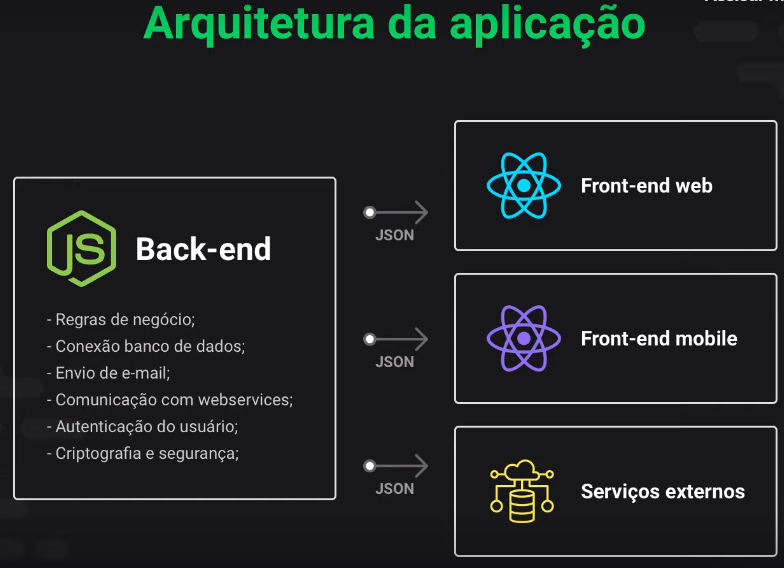 Arquitetura da aplicação
JS
Back-end
- Regras de negócio;
- Conexão banco de dados;
- Envio de e-mail;
- Comunicação com webservices;
- Autenticação do usuário;
- Criptografia e segurança;
JSON
JSON
JSON
Front-end web
Front-end mobile
Serviços externos